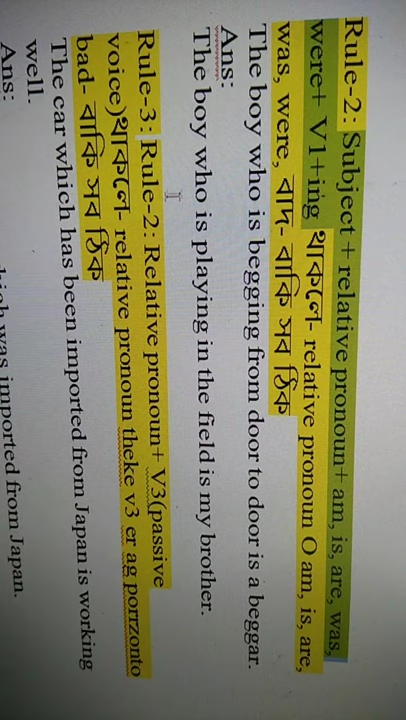 Rule-2: Subject + relative pronoun+ am, is, are, was,
were+ V1+ing থাকলে- relative pronoun O am, is, are,
was, were, বাদ- বাকি সব ঠিক
The boy who is begging from door to door is a beggar.
Ans:
The boy who is playing in the field is my brother.
Rule-3: Rule-2: Relative pronoun+ V3(passive
voice)থাকলে- relative pronoun theke v3 er ag porrzonto
bad- বাকি সব ঠিক
The car which has been imported from Japan is working
well.
Ans:
which was imported from Japan.